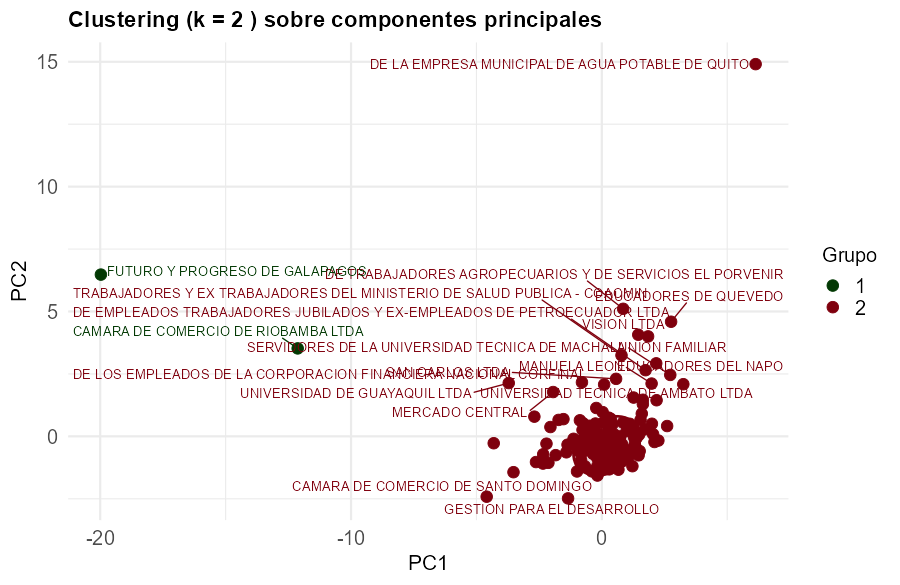 Clustering (k = 2 ) sobre componentes principales
15
DE LA EMPRESA MUNICIPAL DE AGUA POTABLE DE QUITO
10
FUTURO Y PROGRESO DE GALAPAGOS
DE TRABAJADORES AGROPECUARIOS Y DE SERVICIOS EL PORVENIR
TRABAJADORES Y EX TRABAJADORES DEL MINISTERIO DE SALUD PUBLICA - COACMIN
EDUCADORES DE QUEVEDO
5
DE EMPLEADOS TRABAJADORES JUBILADOS Y EX-EMPLEADOS DE PETROECUADOR LTDA
VISION LTDA
CAMARA DE COMERCIO DE RIOBAMBA LTDA
SERVIDORES DE LA UNIVERSIDAD TECNICA DE MACHALA
UNION FAMILIAR
MANUELA LEON
EDUCADORES DEL NAPO
DE LOS EMPLEADOS DE LA CORPORACION FINANCIERA NACIONAL CORFINAL
SAN CARLOS LTDA
UNIVERSIDAD DE GUAYAQUIL LTDA
UNIVERSIDAD TECNICA DE AMBATO LTDA
MERCADO CENTRAL
0
CAMARA DE COMERCIO DE SANTO DOMINGO
GESTION PARA EL DESARROLLO
-20
-10
0
PC1
PC2
Grupo
1
2